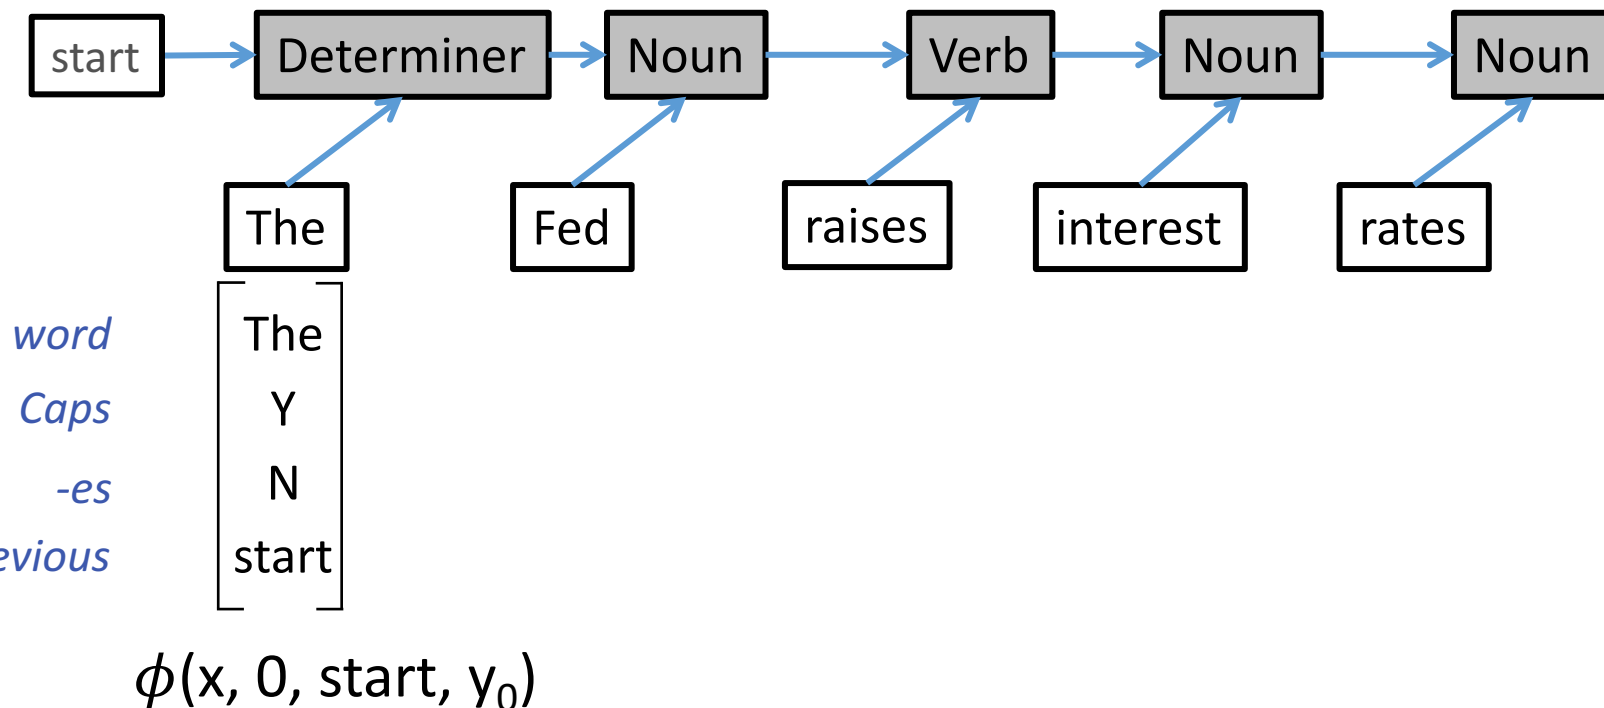 start Determiner Noun Verb Noun Noun
The Fed raises interest rates
word The
Caps Y
-es N
evious start
ϕ(x, 0, start, y₀)